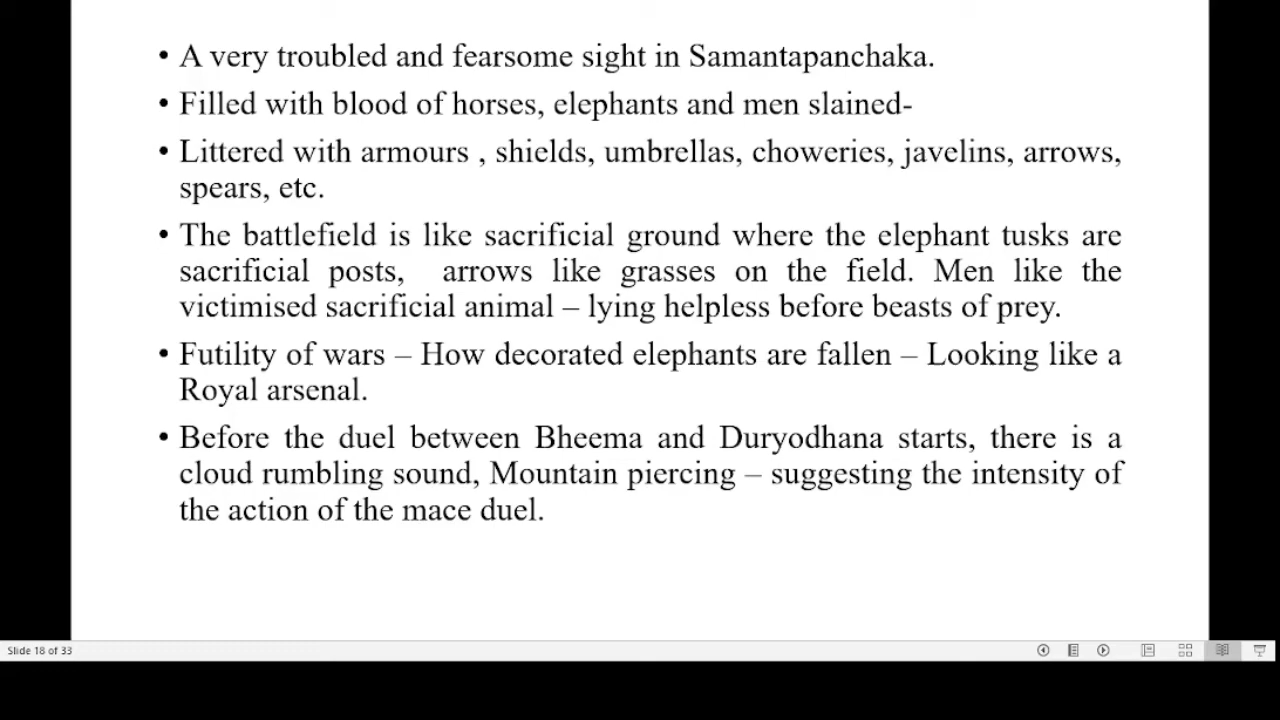 • A very troubled and fearsome sight in Samantapanchaka.
• Filled with blood of horses, elephants and men slained-
• Littered with armours , shields, umbrellas, choweries, javelins, arrows,
spears, etc.
• The battlefield is like sacrificial ground where the elephant tusks are
sacrificial posts, arrows like grasses on the field. Men like the
victimised sacrificial animal – lying helpless before beasts of prey.
• Futility of wars – How decorated elephants are fallen – Looking like a
Royal arsenal.
• Before the duel between Bheema and Duryodhana starts, there is a
cloud rumbling sound, Mountain piercing – suggesting the intensity of
the action of the mace duel.
Slide 18 of 33